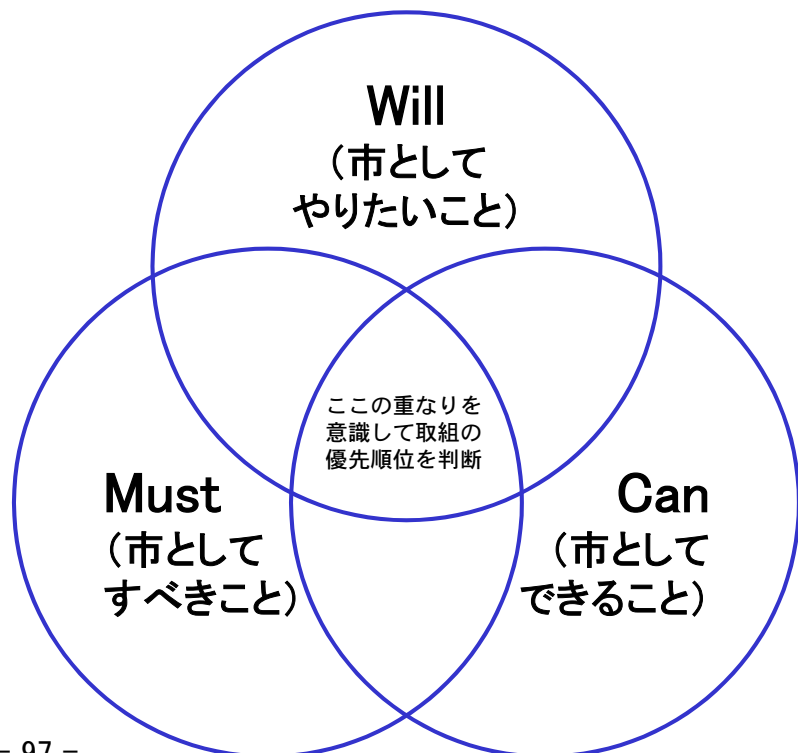 Will
（市として
やりたいこと）
ここの重なりを
意識して取組の
優先順位を判断
Must
（市として
すべきこと）
Can
（市として
できること）
– 97 –